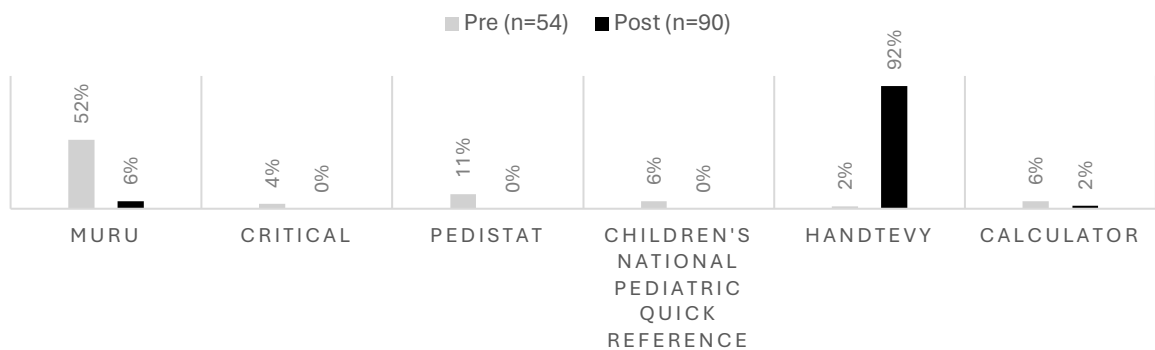 Pre (n=54) Post (n=90)
52%
6%
4%
0%
11%
0%
6%
0%
2%
92%
6%
2%
MURU
CRITICAL
PEDISTAT
CHILDREN'S
NATIONAL
PEDIATRIC
QUICK
REFERENCE
HANDTEVY
CALCULATOR